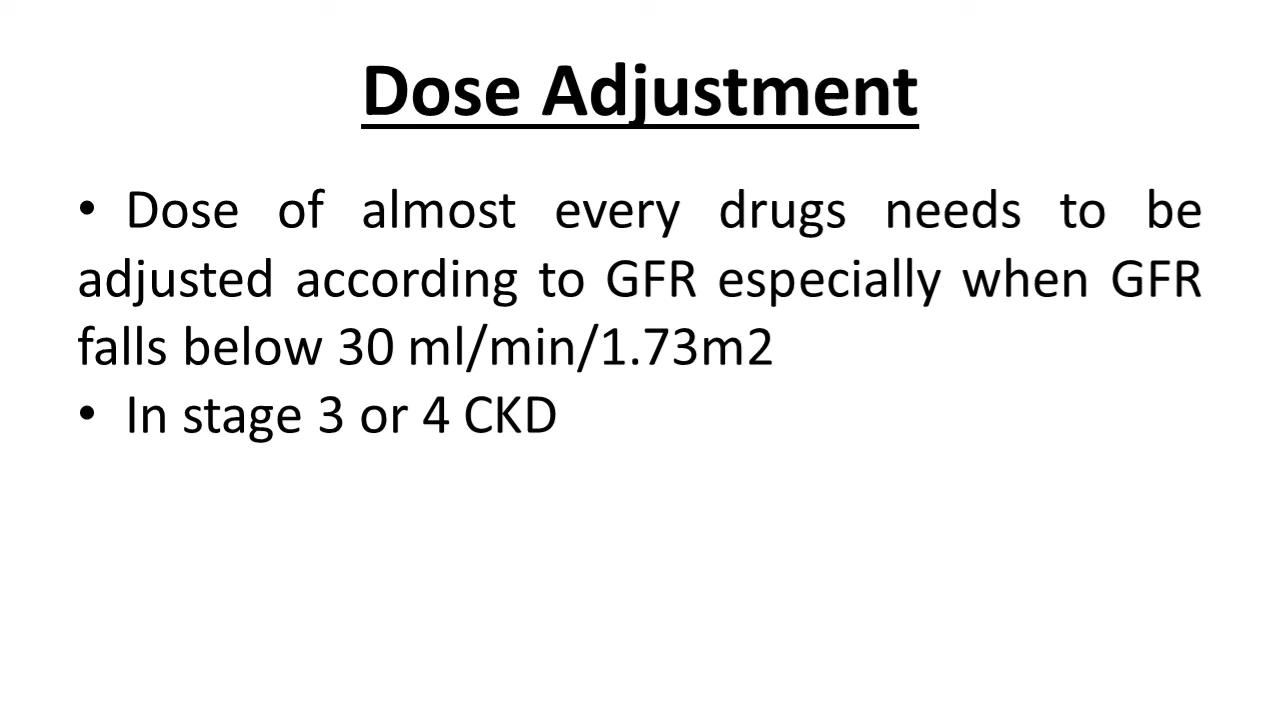 Dose Adjustment
• Dose of almost every drugs needs to be
adjusted according to GFR especially when GFR
falls below 30 ml/min/1.73m2
• In stage 3 or 4 CKD